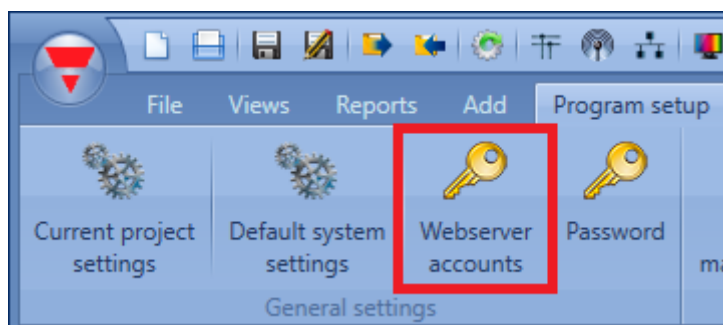 File Views Reports Add Program setup
Current project settings
Default system settings
Webserver accounts
Password
General settings